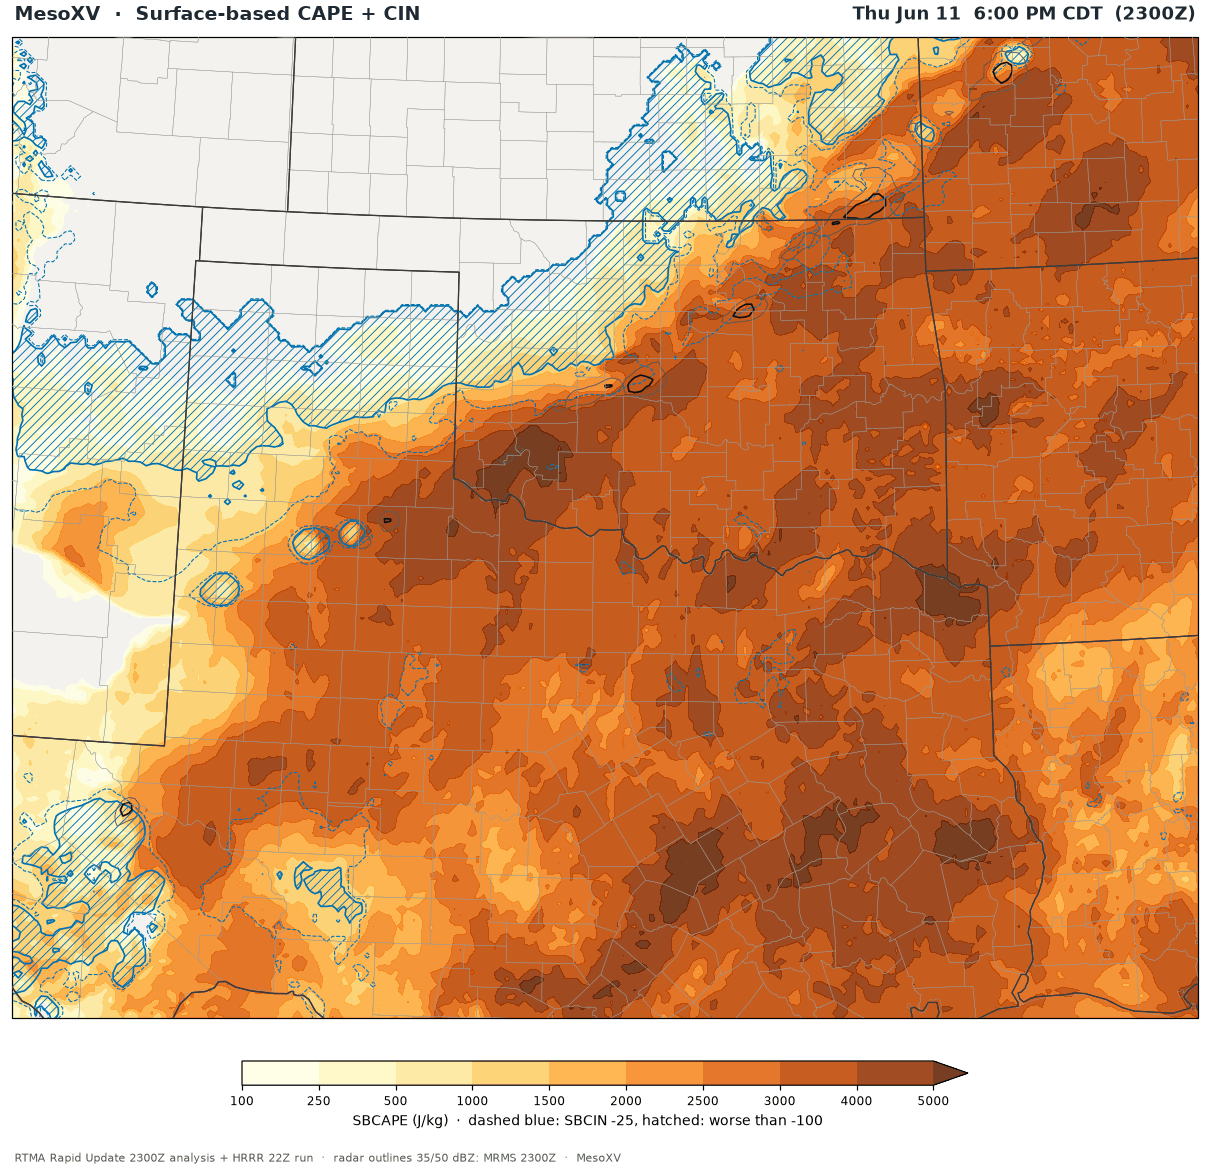 MesoXV · Surface-based CAPE + CIN
Thu Jun 11 6:00 PM CDT (2300Z)
100 250 500 1000 1500 2000 2500 3000 4000 5000
SBCAPE (J/kg) · dashed blue: SBCIN -25, hatched: worse than -100
RTMA Rapid Update 2300Z analysis + HRRR 22Z run · radar outlines 35/50 dBZ: MRMS 2300Z · MesoXV